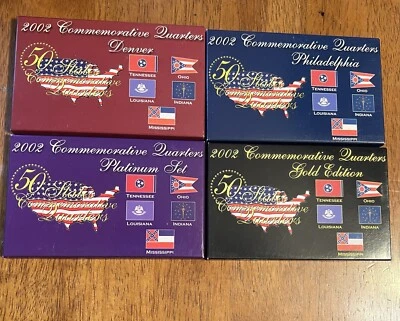 2002 Commemorative Quarters
Denver
50 State
Commemorative
Quarters
TENNESSEE
OHIO
LOUISIANA
INDIANA
MISSISSIPPI
2002 Commemorative Quarters
Philadelphia
50 State
Commemorative
Quarters
TENNESSEE
OHIO
LOUISIANA
INDIANA
MISSISSIPPI
2002 Commemorative Quarters
Platinum Set
50 State
Commemorative
Quarters
TENNESSEE
OHIO
LOUISIANA
INDIANA
MISSISSIPPI
2002 Commemorative Quarters
Gold Edition
50 State
Commemorative
Quarters
TENNESSEE
OHIO
LOUISIANA
INDIANA
MISSISSIPPI